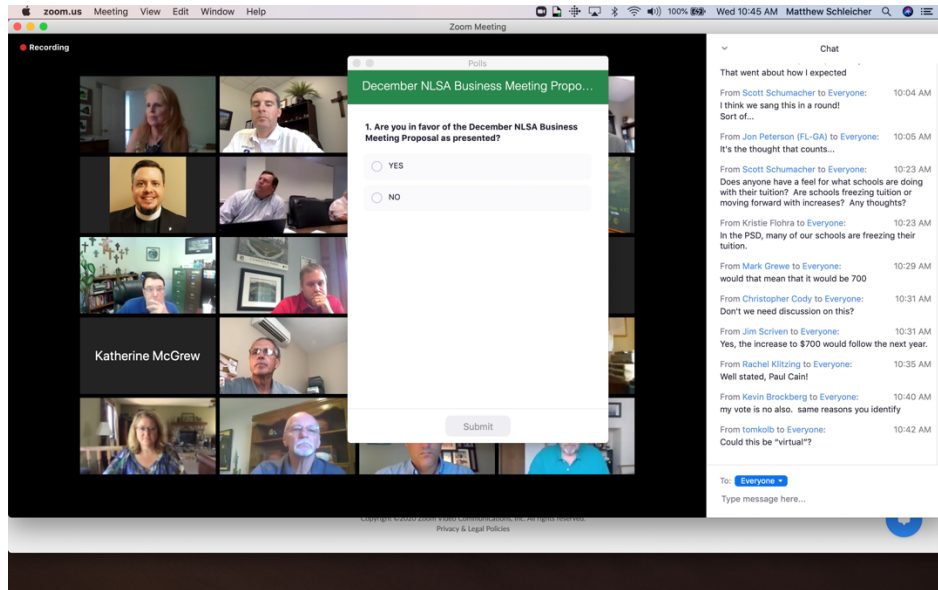 zoom.us Meeting View Edit Window Help 100% Wed 10:45 AM Matthew Schleicher
Zoom Meeting
Recording
Polls
December NLSA Business Meeting Propo...
1. Are you in favor of the December NLSA Business
Meeting Proposal as presented?
YES
NO
Submit
Katherine McGrew
Chat
That went about how I expected
From Scott Schumacher to Everyone: 10:04 AM
I think we sang this in a round!
Sort of...
From Jon Peterson (FL-GA) to Everyone: 10:05 AM
It's the thought that counts...
From Scott Schumacher to Everyone: 10:23 AM
Does anyone have a feel for what schools are doing
with their tuition? Are schools freezing tuition or
moving forward with increases? Any thoughts?
From Kristie Flohra to Everyone: 10:23 AM
In the PSD, many of our schools are freezing their
tuition.
From Mark Grewe to Everyone: 10:29 AM
would that mean that it would be 700
From Christopher Cody to Everyone: 10:31 AM
Don't we need discussion on this?
From Jim Scriven to Everyone: 10:31 AM
Yes, the increase to $700 would follow the next year.
From Rachel Klitzing to Everyone: 10:35 AM
Well stated, Paul Cain!
From Kevin Brockberg to Everyone: 10:40 AM
my vote is no also. same reasons you identify
From tomkolb to Everyone: 10:42 AM
Could this be “virtual”?
To: Everyone
Type message here...
Copyright ©2020 Zoom Video Communications, Inc. All rights reserved.
Privacy & Legal Policies